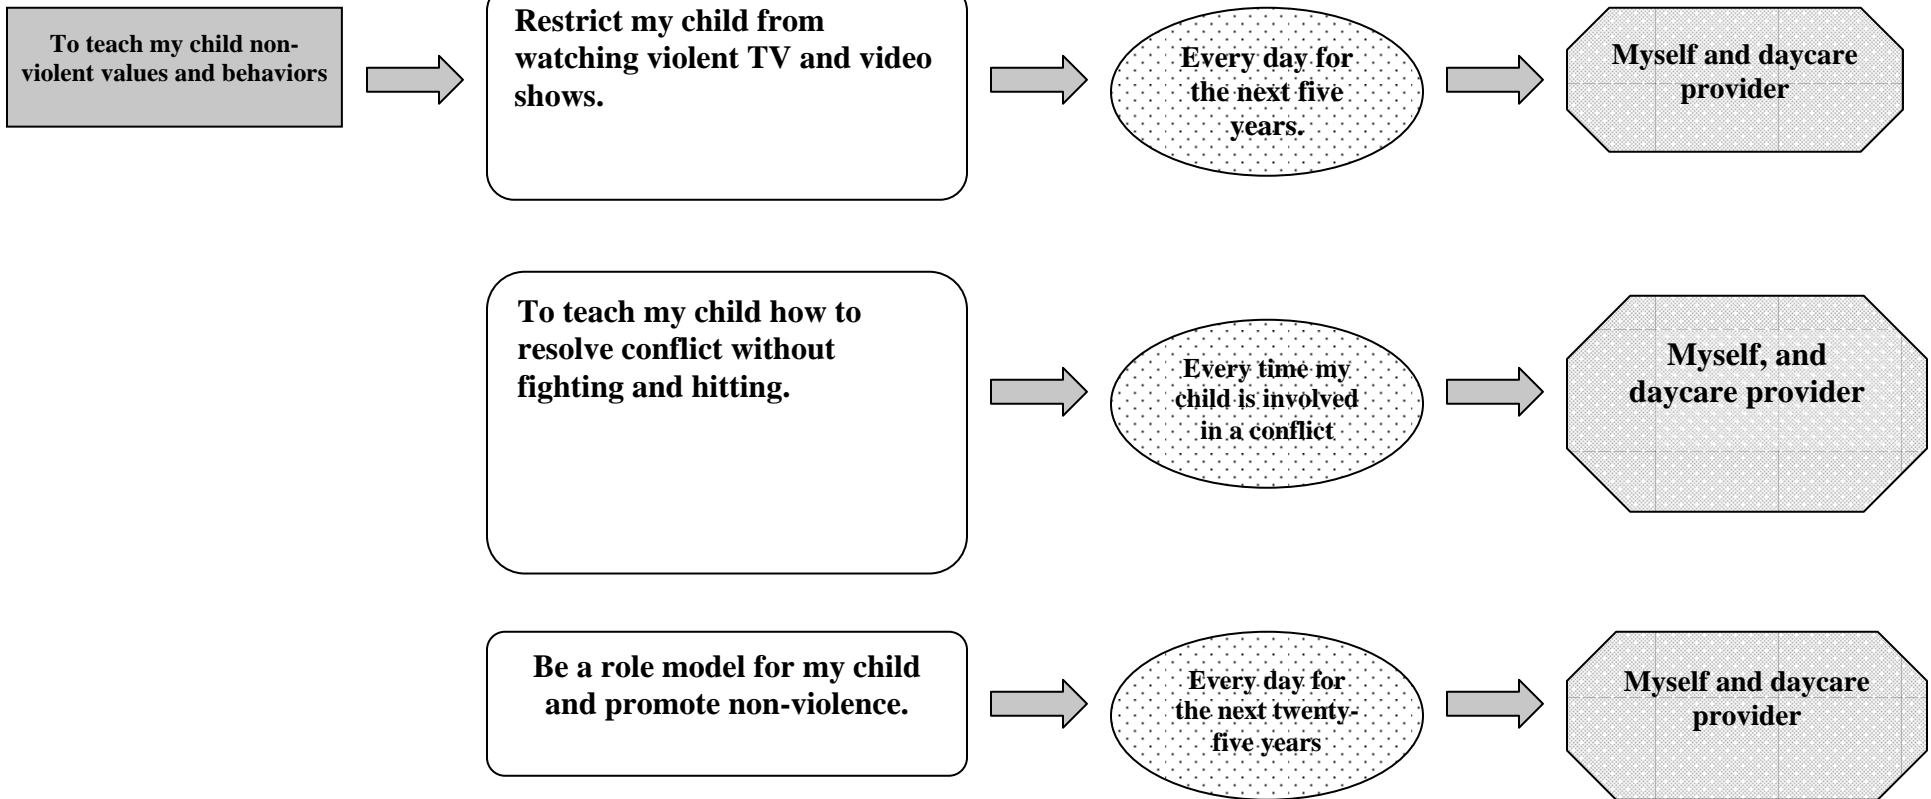 To teach my child non-
violent values and behaviors
Restrict my child from
watching violent TV and video
shows.
Every day for
the next five
years.
Myself and daycare
provider
To teach my child how to
resolve conflict without
fighting and hitting.
Every time my
child is involved
in a conflict
Myself, and
daycare provider
Be a role model for my child
and promote non-violence.
Every day for
the next twenty-
five years
Myself and daycare
provider